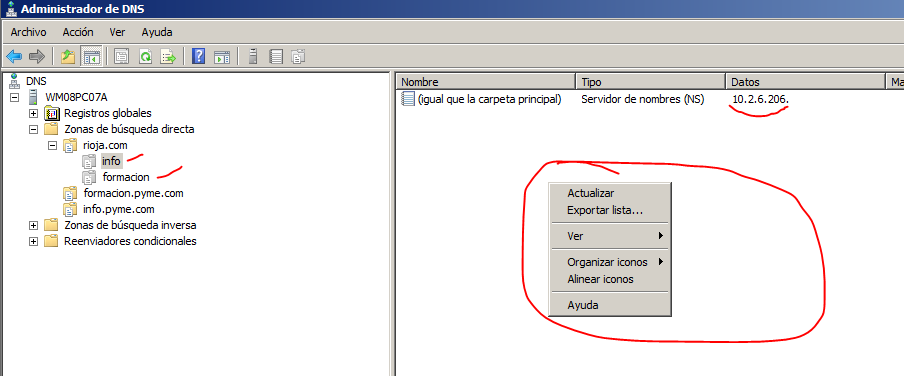 Administrador de DNS
Archivo Acción Ver Ayuda
DNS
WM08PC07A
Registros globales
Zonas de búsqueda directa
rioja.com
info
formacion
formacion.pyme.com
info.pyme.com
Zonas de búsqueda inversa
Reenviadores condicionales
Nombre Tipo Datos Ma
(igual que la carpeta principal) Servidor de nombres (NS) 10.2.6.206.
Actualizar
Exportar lista...
Ver
Organizar iconos
Alinear iconos
Ayuda